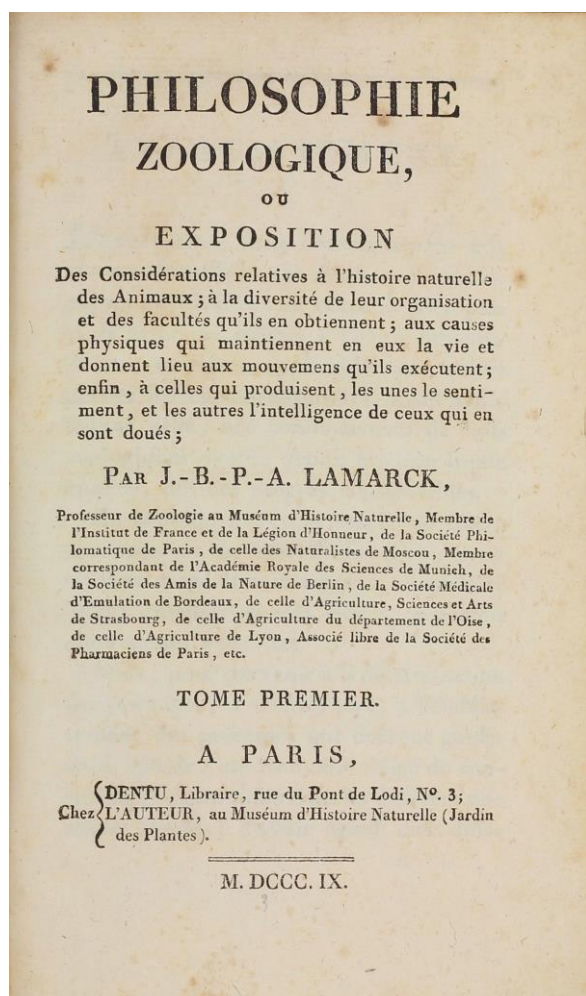 PHILOSOPHIE
ZOOLOGIQUE,
OU
EXPOSITION
Des Considérations relatives à l'histoire naturelle
des Animaux ; à la diversité de leur organisation
et des facultés qu'ils en obtiennent ; aux causes
physiques qui maintiennent en eux la vie et
donnent lieu aux mouvemens qu'ils exécutent ;
enfin , à celles qui produisent , les unes le senti-
ment , et les autres l'intelligence de ceux qui en
sont doués ;
PAR J.-B.-P.-A. LAMARCK,
Professeur de Zoologie au Muséum d'Histoire Naturelle , Membre de
l'Institut de France et de la Légion d'Honneur , de la Société Phi-
lomatique de Paris , de celle des Naturalistes de Moscou , Membre
correspondant de l'Académie Royale des Sciences de Munich , de
la Société des Amis de la Nature de Berlin , de la Société Médicale
d'Emulation de Bordeaux, de celle d'Agriculture, Sciences et Arts
de Strasbourg, de celle d'Agriculture du département de l'Oise ,
de celle d'Agriculture de Lyon , Associé libre de la Société des
Pharmaciens de Paris , etc.
TOME PREMIER.
A PARIS,
DENTU, Libraire, rue du Pont de Lodi, N°. 3;
Chez L'AUTEUR, au Muséum d'Histoire Naturelle (Jardin
des Plantes ).
M. DCCC. IX.